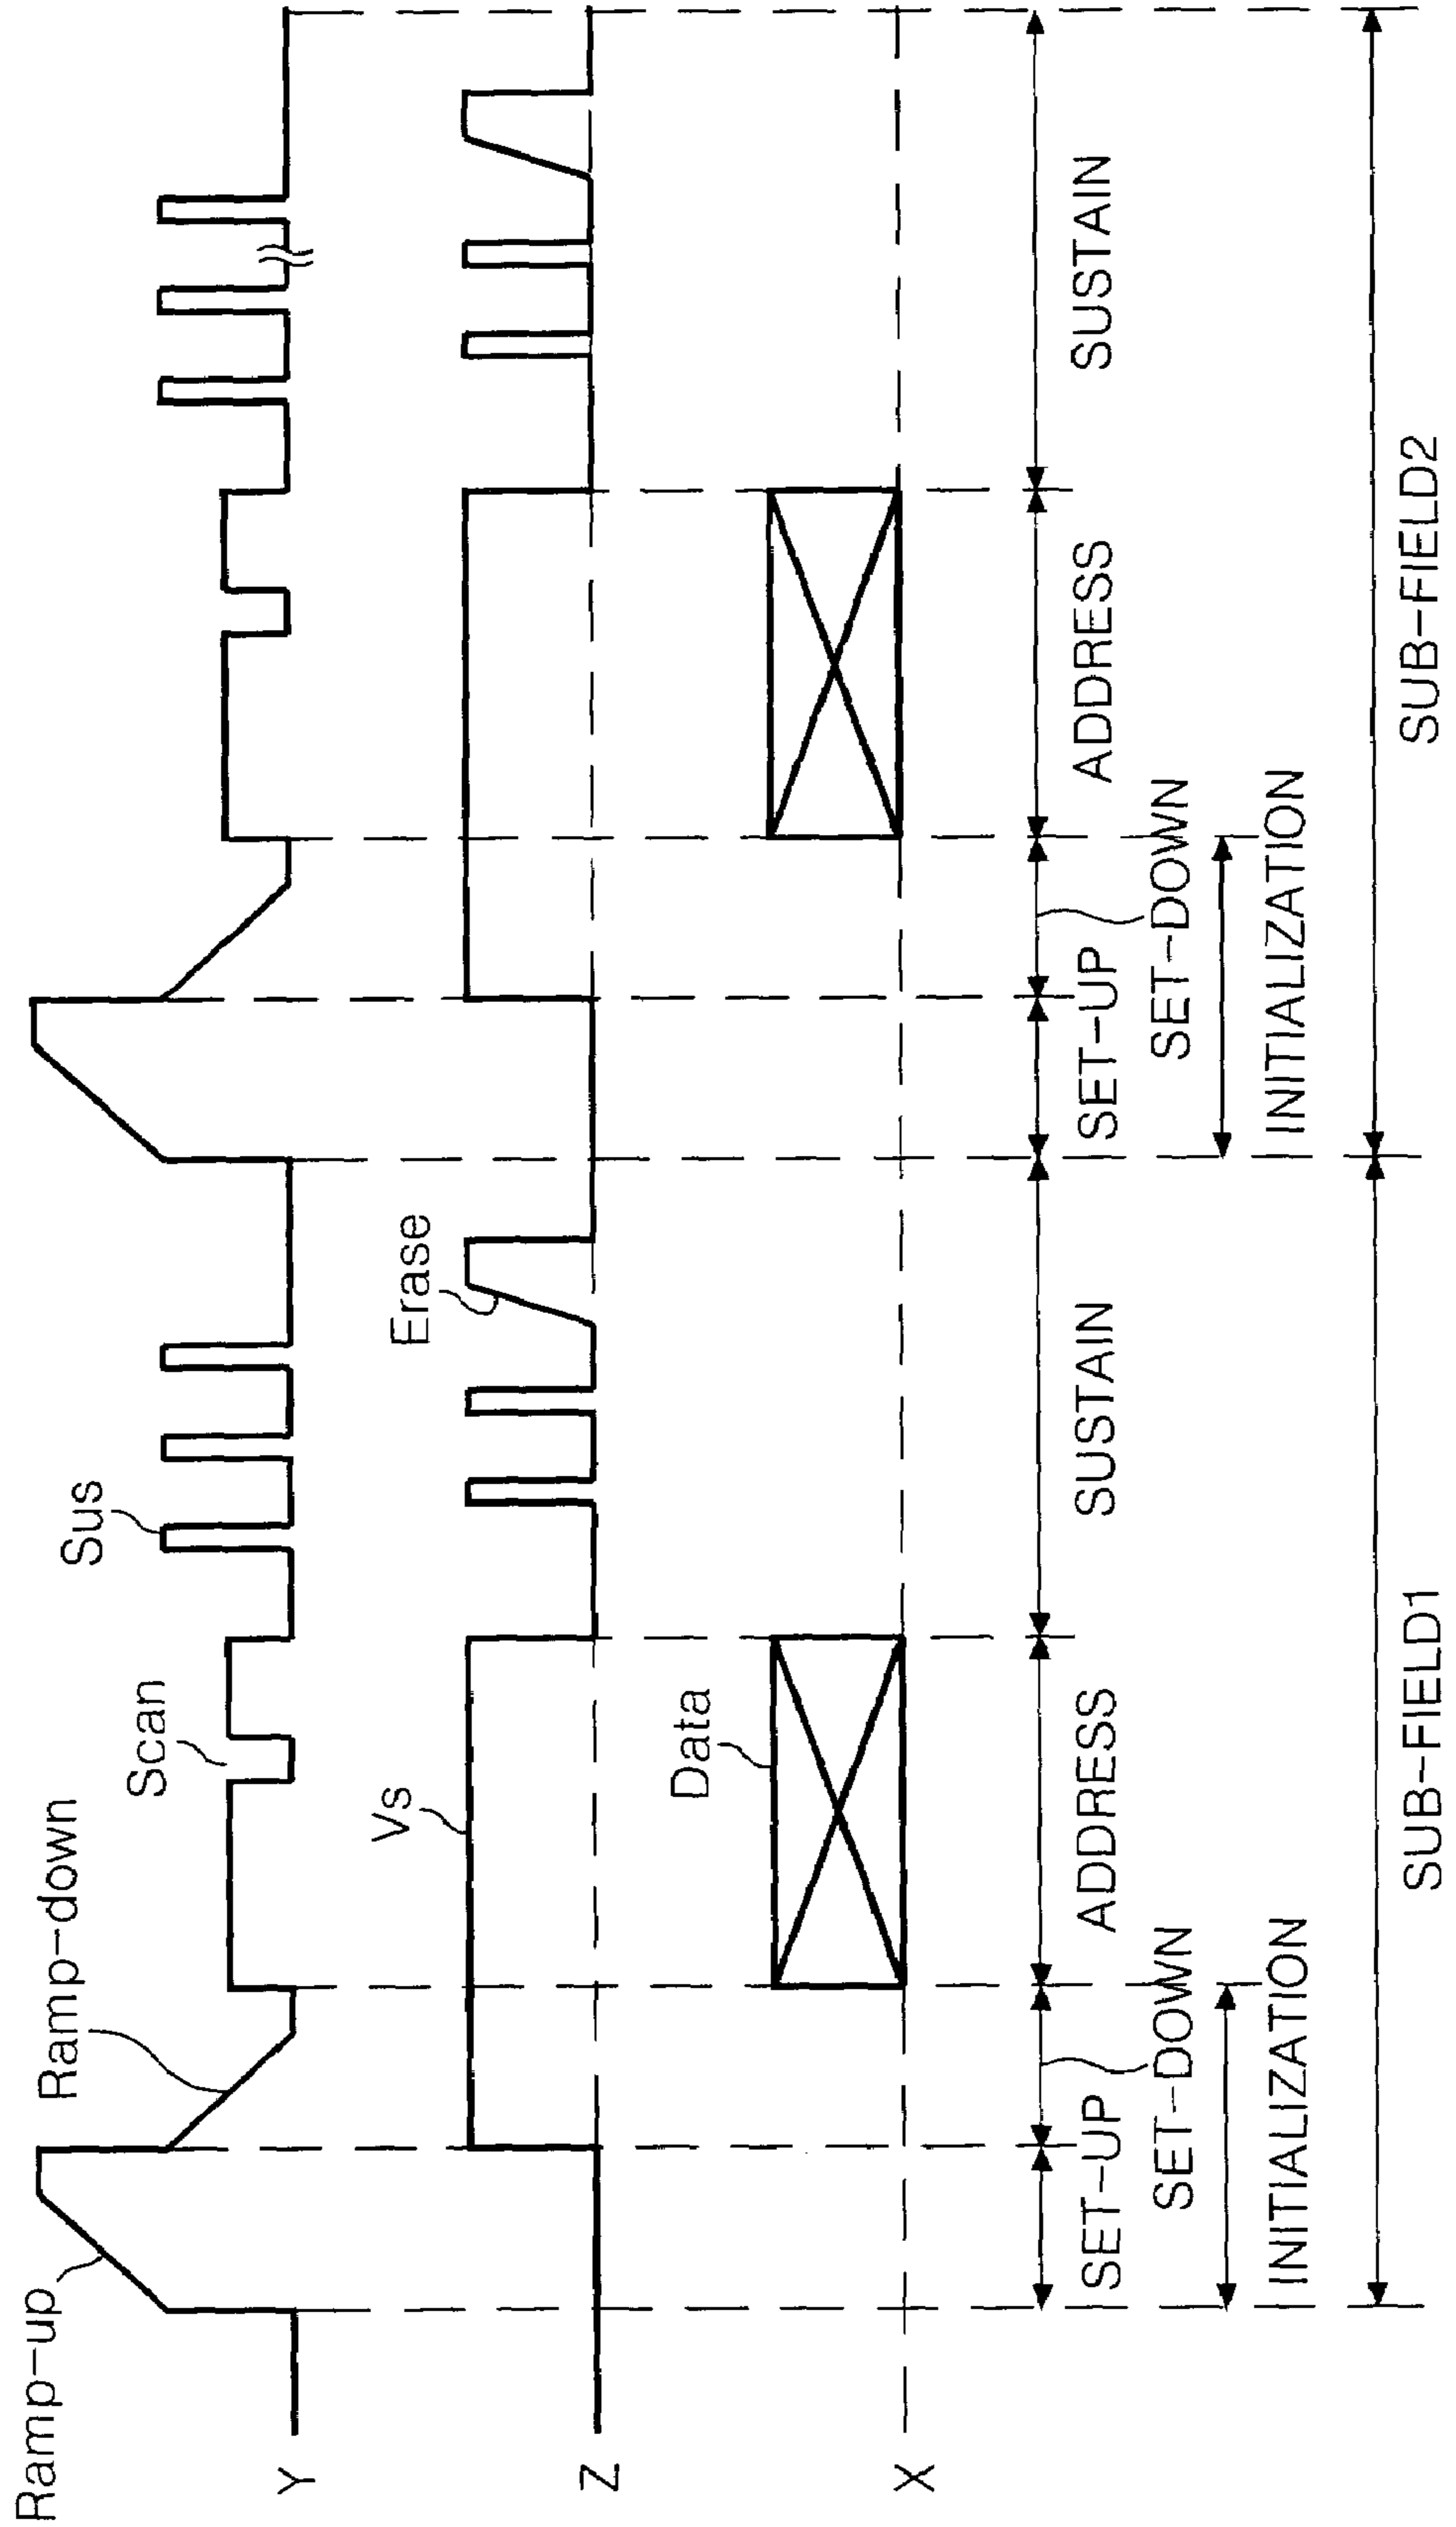 Ramp-up
Ramp-down
Scan
Sus
Y
Vs
Erase
Z
Data
X
SET-UP
ADDRESS
SUSTAIN
SET-UP
ADDRESS
SUSTAIN
SET-DOWN
SET-DOWN
INITIALIZATION
INITIALIZATION
SUB-FIELD1
SUB-FIELD2